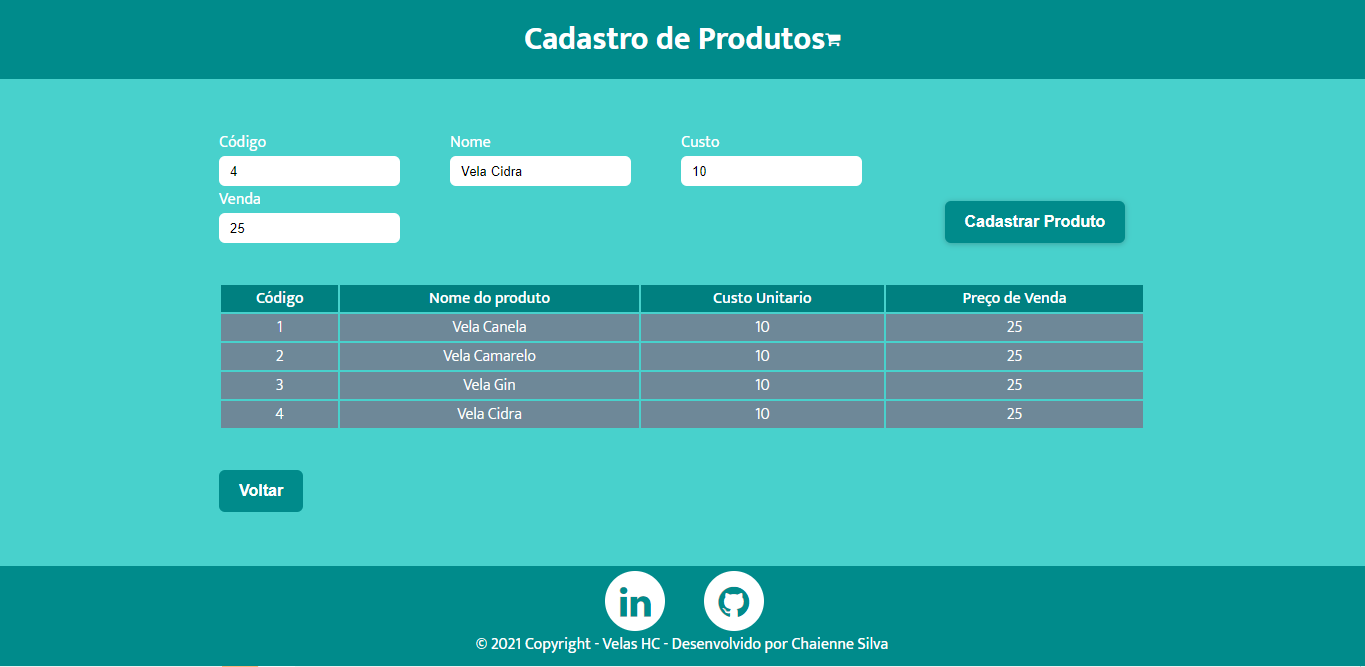 Cadastro de Produtos
Código Nome Custo
4 Vela Cidra 10
Venda
25
Cadastrar Produto
Código Nome do produto Custo Unitario Preço de Venda
1 Vela Canela 10 25
2 Vela Camarelo 10 25
3 Vela Gin 10 25
4 Vela Cidra 10 25
Voltar
in
© 2021 Copyright - Velas HC - Desenvolvido por Chaienne Silva